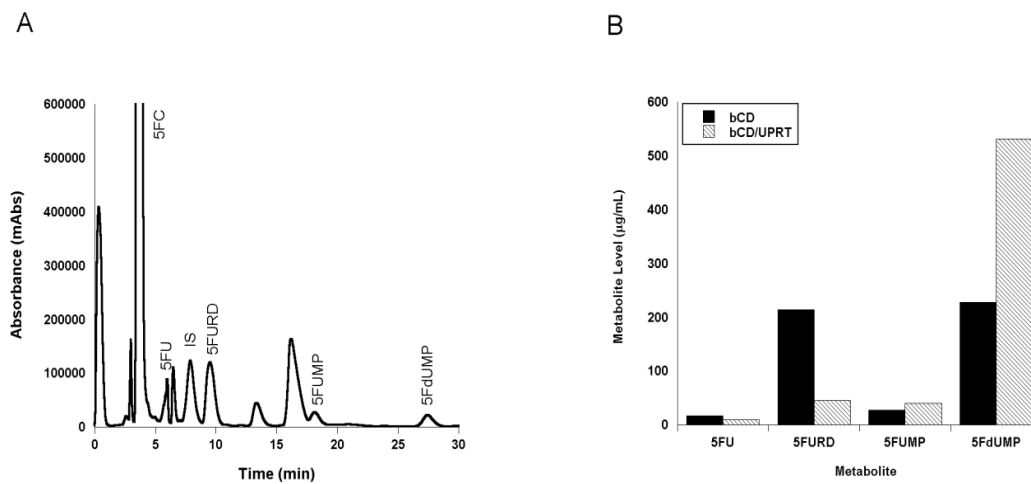 A
B
Absorbance (mAbs)
600000
500000
400000
300000
200000
100000
0
5FC
5FU
IS
5FURD
5FUMP
5FdUMP
0 5 10 15 20 25 30
Time (min)
Metabolite Level (µg/mL)
600
500
400
300
200
100
0
bCD
bCD/UPRT
5FU 5FURD 5FUMP 5FdUMP
Metabolite